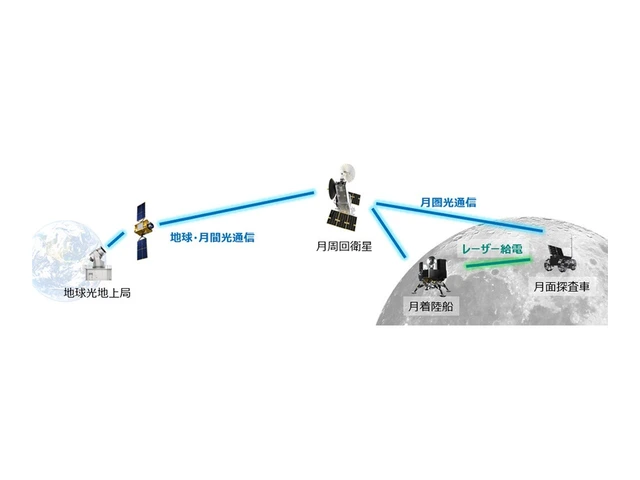 月圏光通信
地球・月間光通信
月周回衛星
レーザー給電
地球光地上局
月着陸船
月面探査車